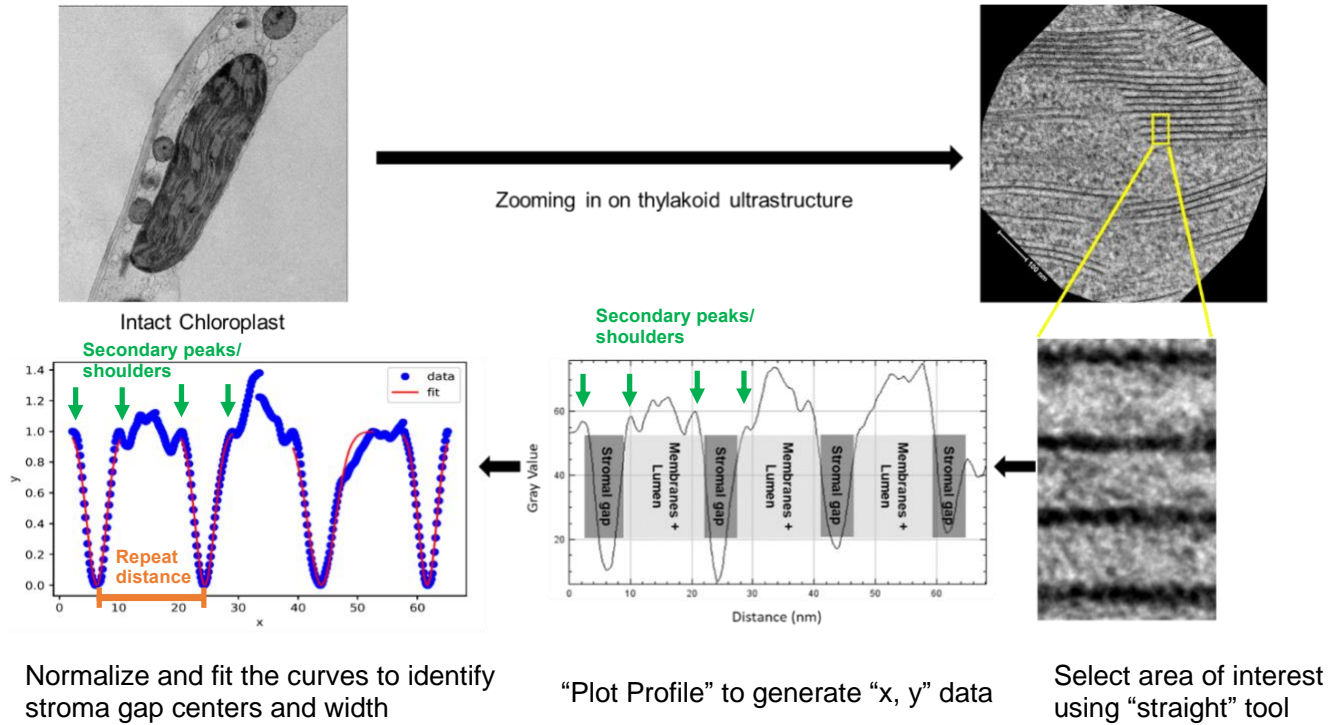 Zooming in on thylakoid ultrastructure
100 nm
Intact Chloroplast
Secondary peaks/
shoulders
1.4
1.2
1.0
0.8
0.6
0.4
0.2
0.0
y
data
fit
Repeat
distance
0
10
20
30
40
50
60
x
Secondary peaks/
shoulders
60
40
20
Gray Value
Stromal gap
Membranes +
Lumen
Stromal gap
Membranes +
Lumen
Stromal gap
Membranes +
Lumen
Stromal gap
0
10
20
30
40
50
60
Distance (nm)
Normalize and fit the curves to identify
stroma gap centers and width
“Plot Profile” to generate “x, y” data
Select area of interest
using “straight” tool